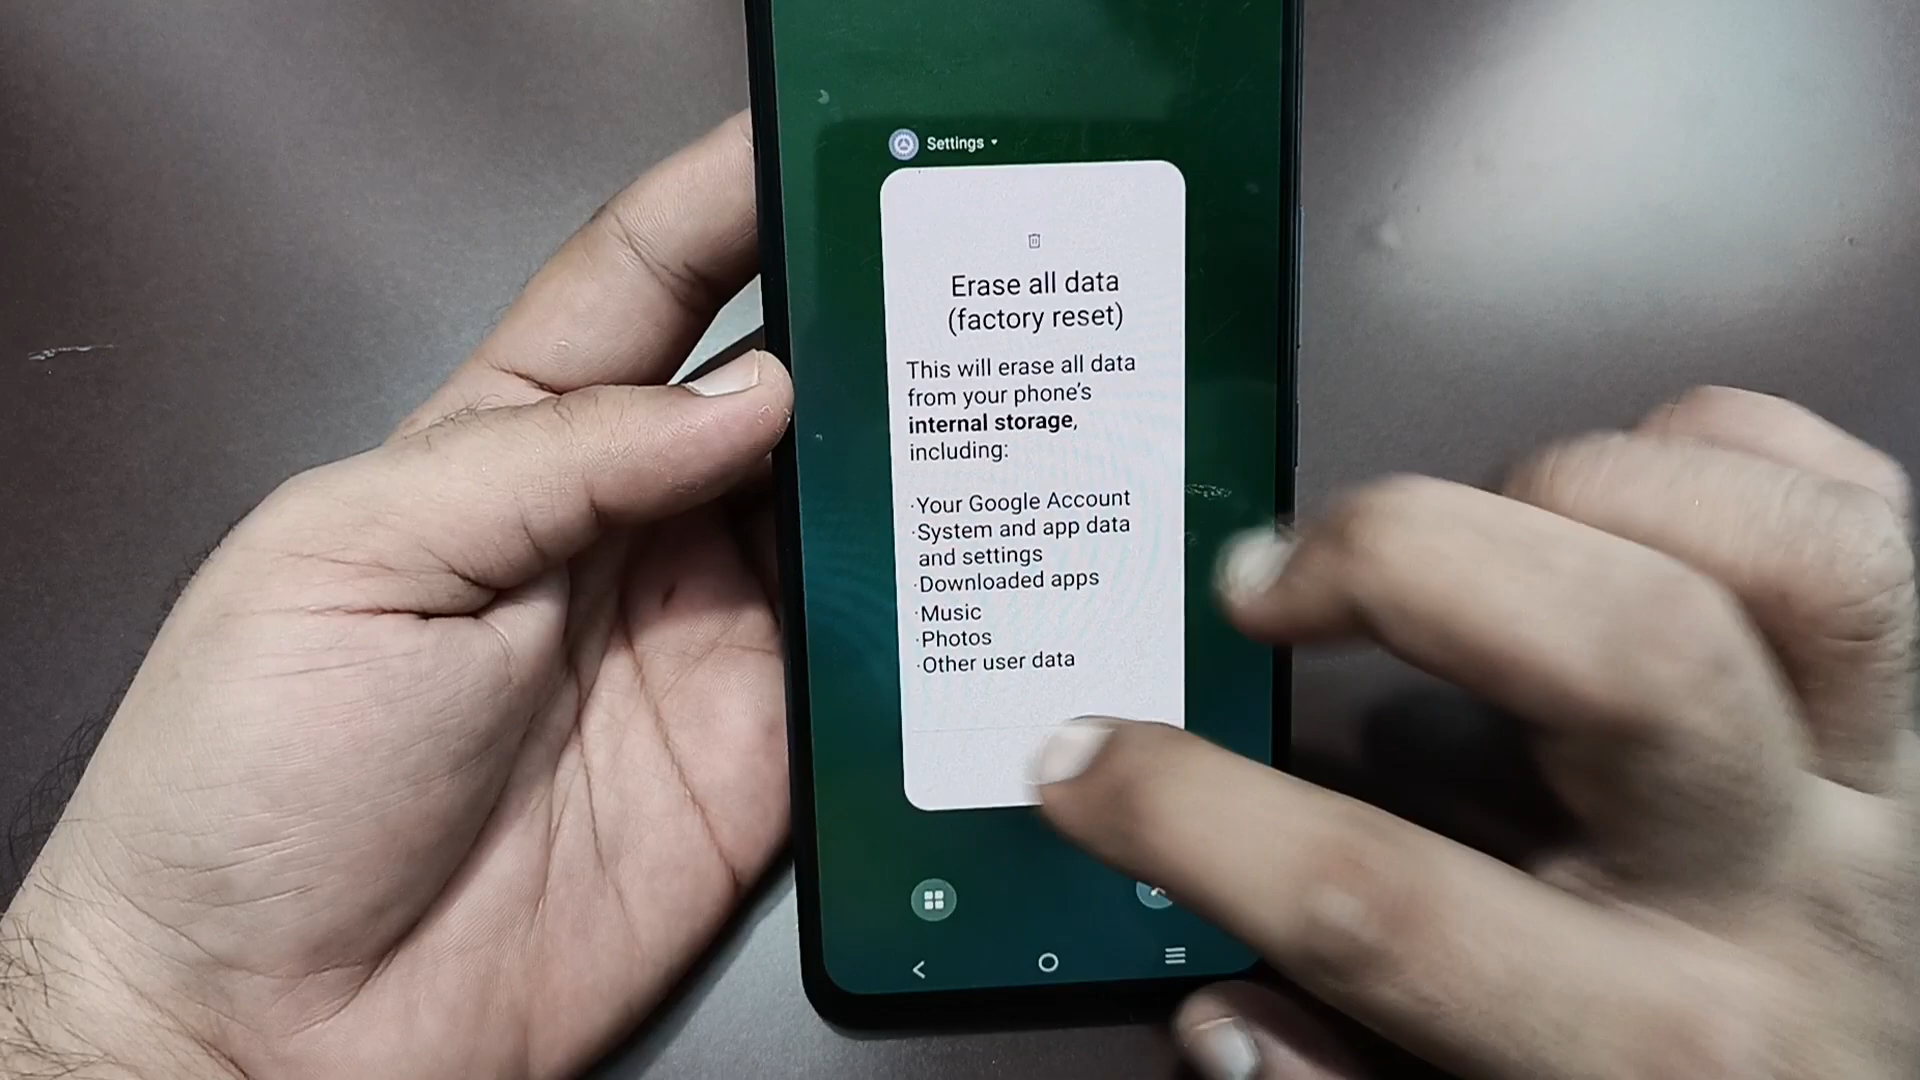 Settings
Erase all data
(factory reset)
This will erase all data
from your phone's
internal storage,
including:
·Your Google Account
·System and app data
and settings
·Downloaded apps
·Music
·Photos
·Other user data